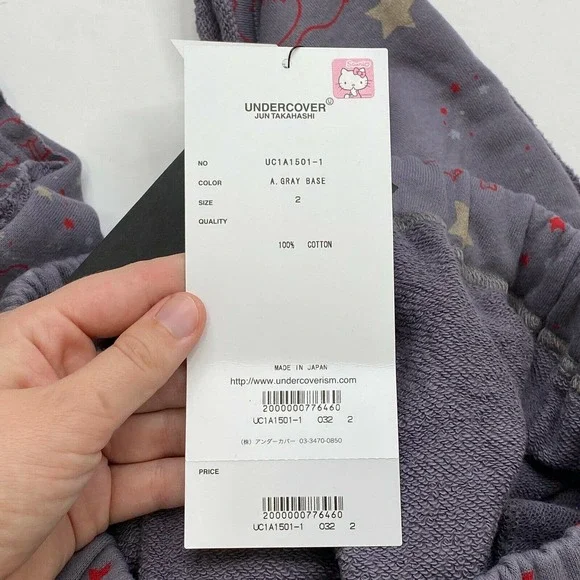 Sanrio
UNDERCOVER U
JUN TAKAHASHI
NO UC1A1501-1
COLOR A.GRAY BASE
SIZE 2
QUALITY
100% COTTON
MADE IN JAPAN
http://www.undercoverism.com
2000000776460
UC1A1501-1 032 2
(株) アンダーカバー 03-3470-0850
PRICE
2000000776460
UC1A1501-1 032 2